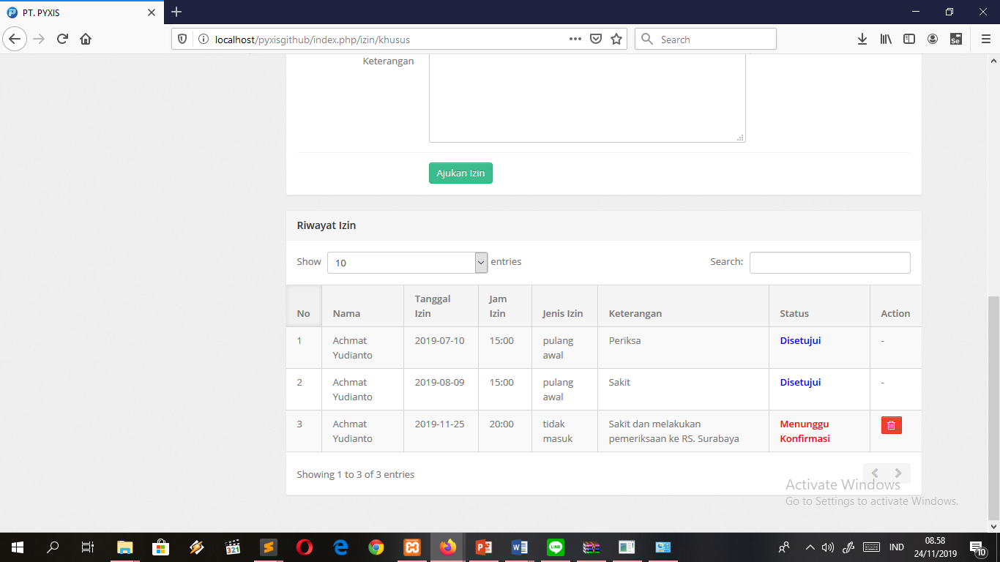 PT. PYXIS
localhost/pyxisgithub/index.php/izin/khusus
Search
Keterangan
Ajukan Izin
Riwayat Izin
Show 10 entries Search:
No Nama Tanggal Izin Jam Izin Jenis Izin Keterangan Status Action
1 Achmat Yudianto 2019-07-10 15:00 pulang awal Periksa Disetujui -
2 Achmat Yudianto 2019-08-09 15:00 pulang awal Sakit Disetujui -
3 Achmat Yudianto 2019-11-25 20:00 tidak masuk Sakit dan melakukan pemeriksaan ke RS. Surabaya Menunggu Konfirmasi
Showing 1 to 3 of 3 entries
Activate Windows
Go to Settings to activate Windows.
321
IND
08.58
24/11/2019
10